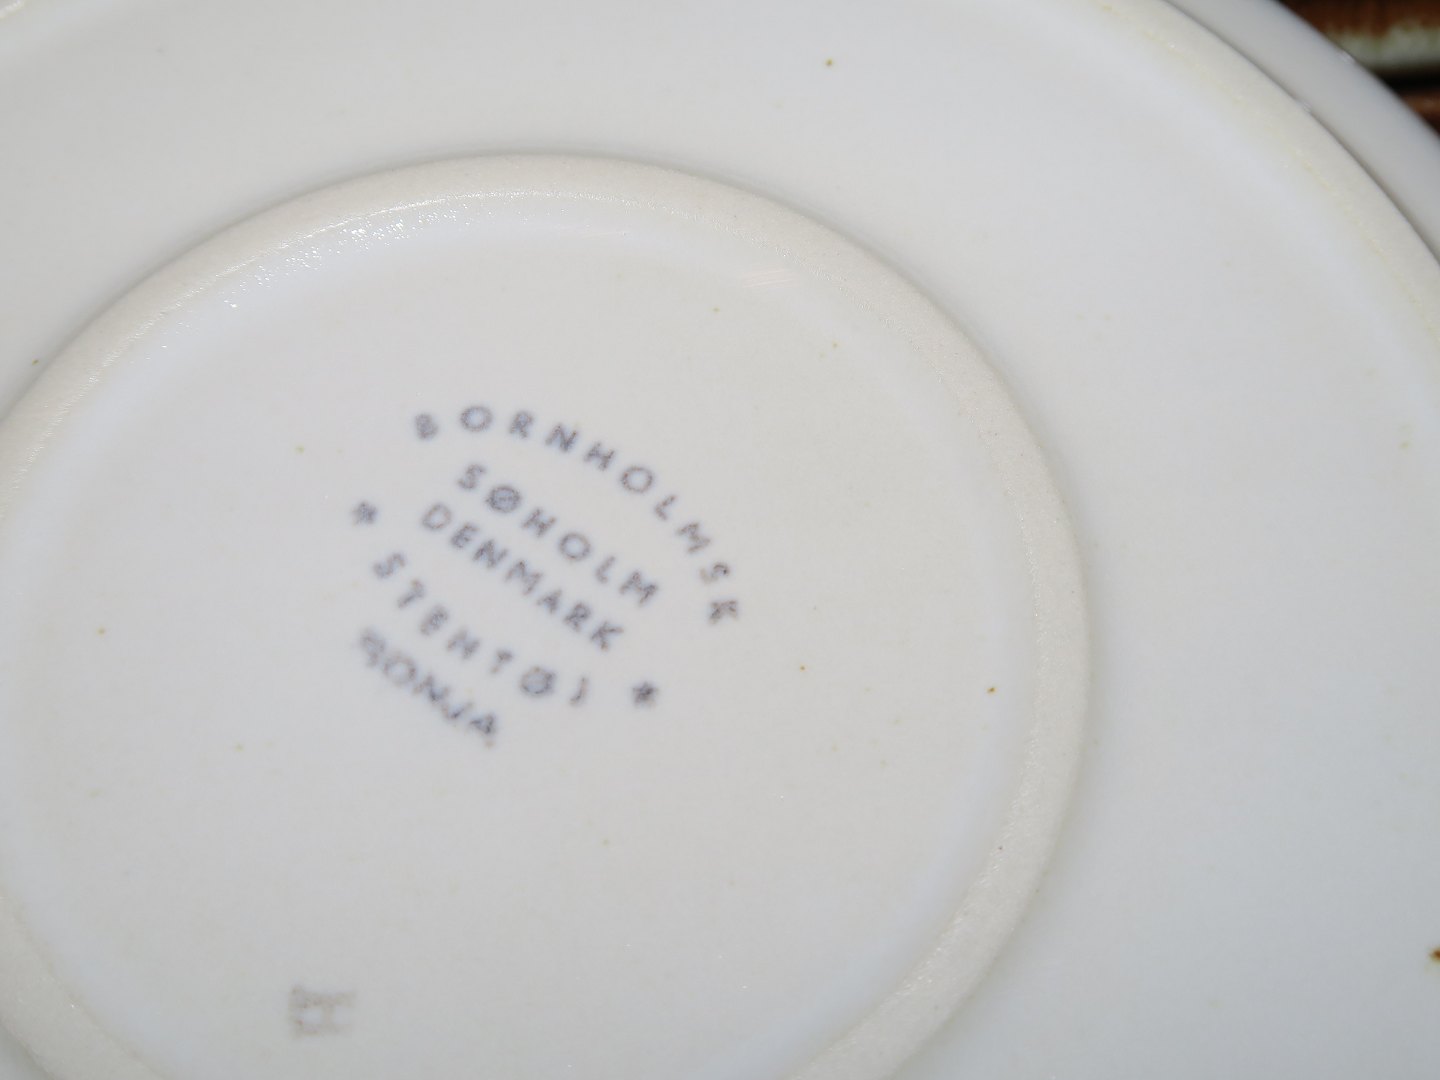 BORNHOLMSK
SØHOLM
DENMARK
* STENTØJ *
SONJA
H